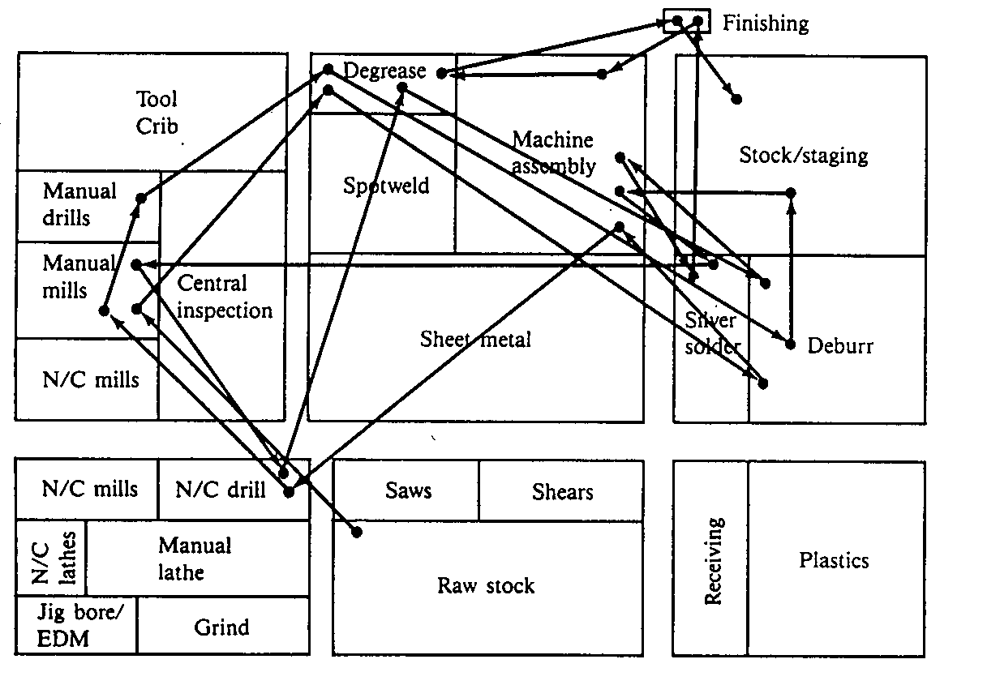 Finishing
Degrease
Tool
Crib
Machine
assembly
Stock/staging
Manual
drills
Spotweld
Manual
mills
Central
inspection
Silver
solder
Sheet metal
Deburr
N/C mills
N/C mills
N/C drill
Saws
Shears
N/C
lathes
Manual
lathe
Raw stock
Receiving
Plastics
Jig bore/
EDM
Grind